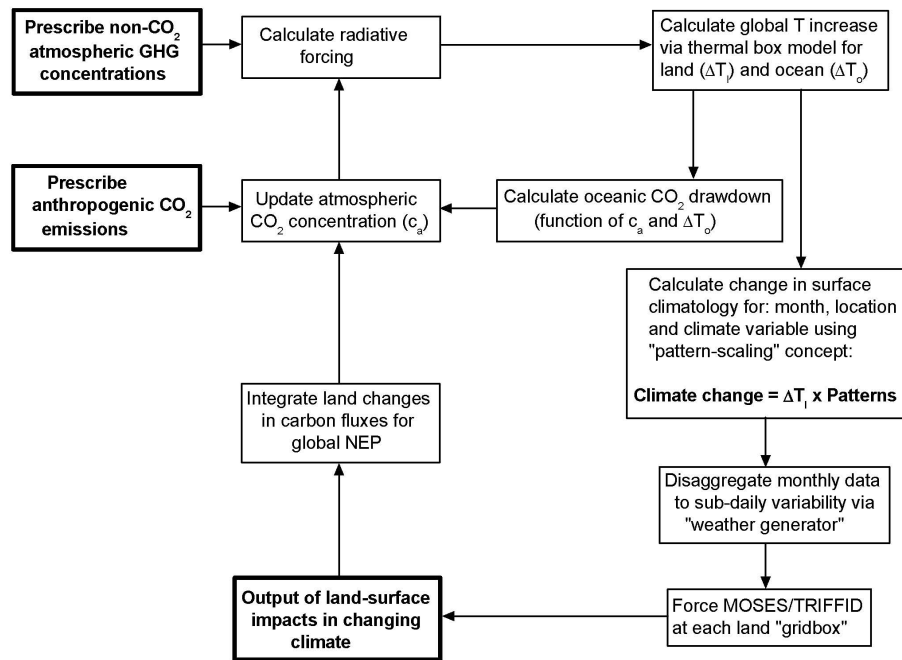 Prescribe non-CO₂
atmospheric GHG
concentrations
Calculate radiative
forcing
Calculate global T increase
via thermal box model for
land (ΔTₗ) and ocean (ΔTₒ)
Prescribe
anthropogenic CO₂
emissions
Update atmospheric
CO₂ concentration (cₐ)
Calculate oceanic CO₂ drawdown
(function of cₐ and ΔTₒ)
Calculate change in surface
climatology for: month, location
and climate variable using
"pattern-scaling" concept:
Climate change = ΔTₗ x Patterns
Integrate land changes
in carbon fluxes for
global NEP
Disaggregate monthly data
to sub-daily variability via
"weather generator"
Output of land-surface
impacts in changing
climate
Force MOSES/TRIFFID
at each land "gridbox"